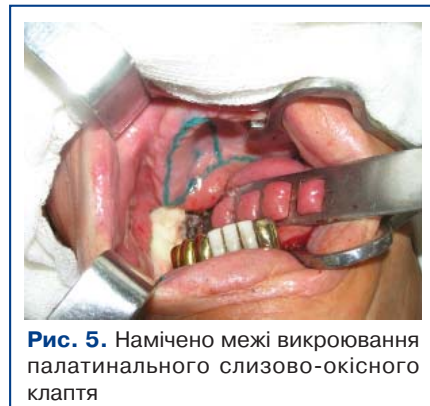 Рис. 5. Намічено межі викроювання
палатинального слизово-окісного
клаптя